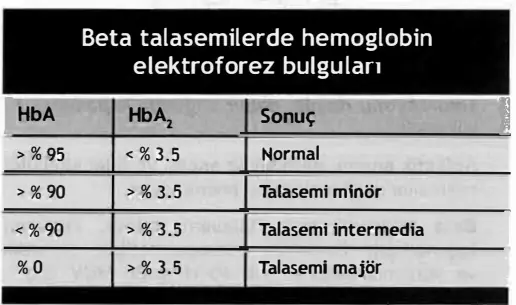 Beta talasemilerde hemoglobin
elektroforez bulguları
HbA HbA₂ Sonuç
> % 95 < % 3.5 Normal
> % 90 > % 3.5 Talasemi minör
< % 90 > % 3.5 Talasemi intermedia
% 0 > % 3.5 Talasemi majör